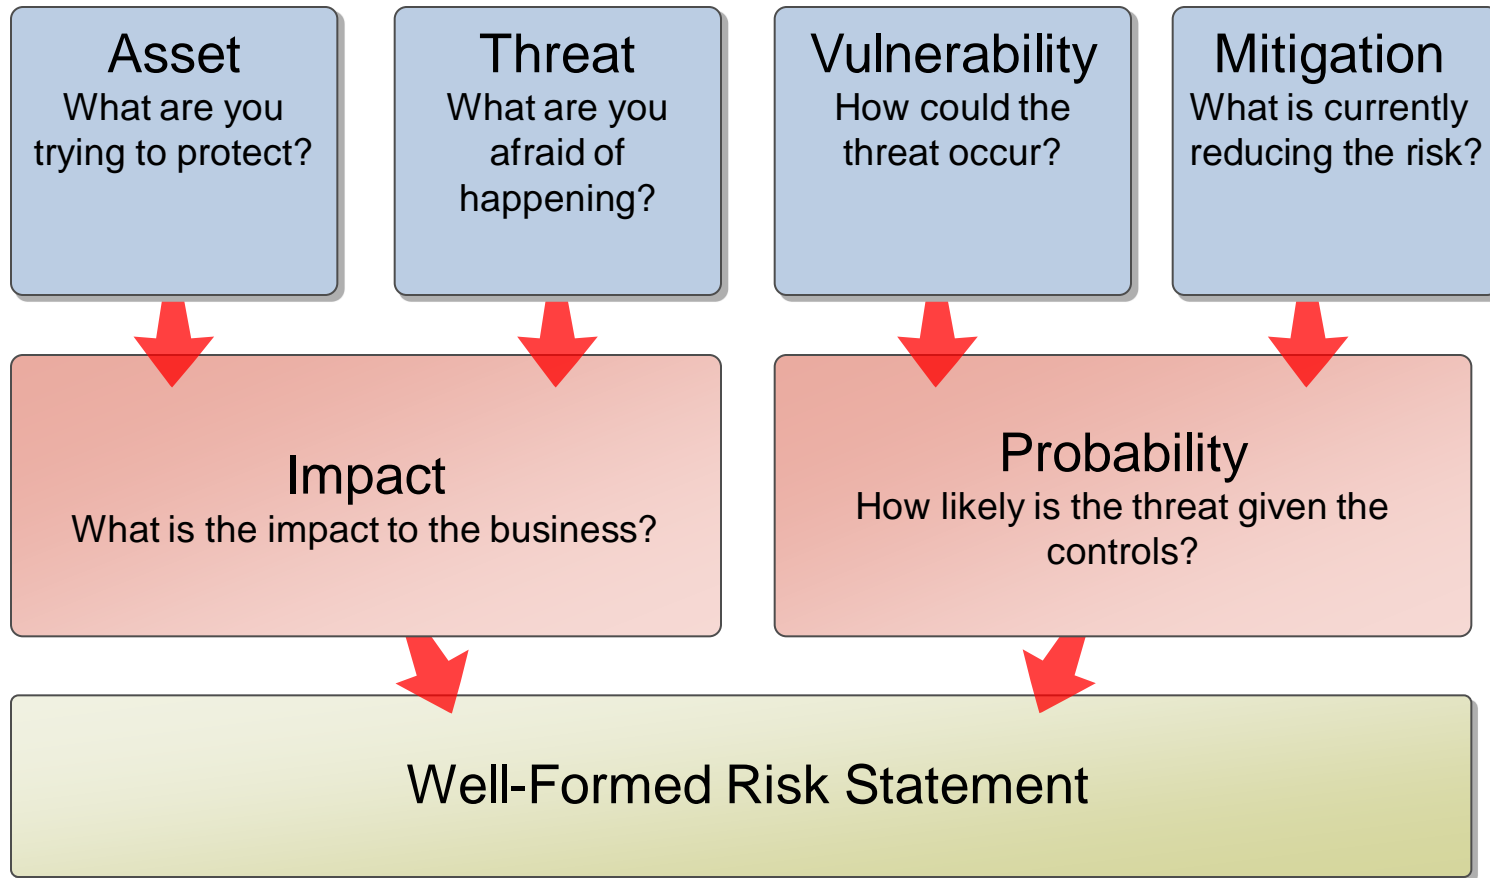 Asset
What are you
trying to protect?
Threat
What are you
afraid of
happening?
Vulnerability
How could the
threat occur?
Mitigation
What is currently
reducing the risk?
Impact
What is the impact to the business?
Probability
How likely is the threat given the
controls?
Well-Formed Risk Statement